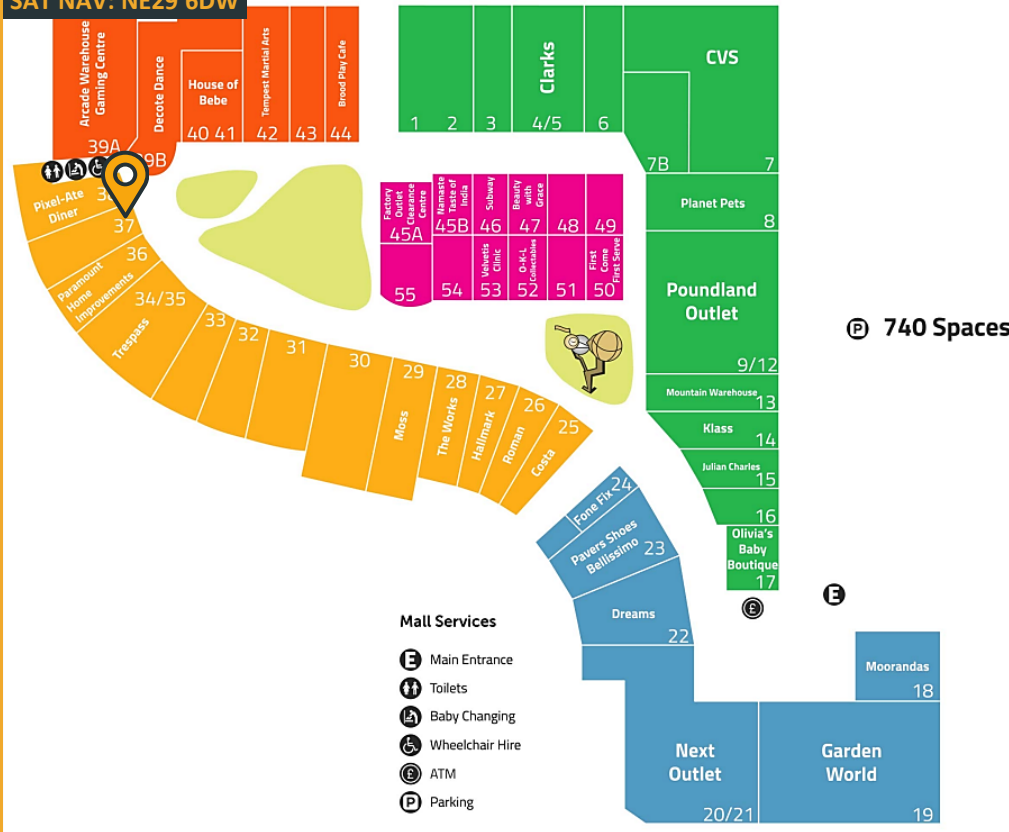 SAT NAV: NE29 6DW
Arcade Warehouse
Gaming Centre
39A
Decote Dance
39B
House of
Bebe
40 41
Tempest Martial Arts
42
43
Brood Play Cafe
44
1
2
3
Clarks
4/5
6
CVS
7B
7
Planet Pets
8
Poundland
Outlet
9/12
Mountain Warehouse
13
Klass
14
Julian Charles
15
16
Olivia's
Baby
Boutique
17
Factory
Outlet
Clearance
Centre
45A
Namaste
Taste of
India
45B
Subway
46
Beauty
with
Grace
47
48
49
55
54
Velvetis
Clinic
53
O-K-L
Collectables
52
51
First
Come
First Serve
50
Pixel-Ate
Diner
37
36
Paramount
Home
Improvements
34/35
Trespass
33
32
31
30
29
Moss
28
The Works
27
Hallmark
26
Roman
25
Costa
P 740 Spaces
Fone Fix
24
Pavers Shoes
Bellissimo
23
Dreams
22
£
E
Moorandas
18
Next
Outlet
20/21
Garden
World
19
Mall Services
E Main Entrance
Toilets
Baby Changing
Wheelchair Hire
£ ATM
P Parking